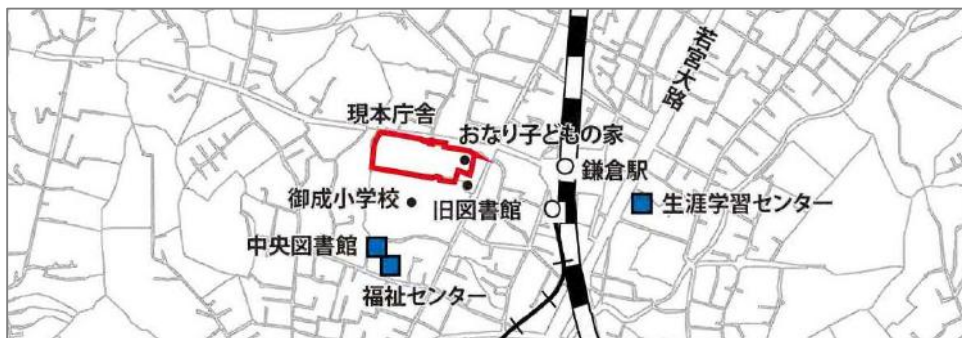 若宮大路
現本庁舎
おなり子どもの家
鎌倉駅
御成小学校
旧図書館
生涯学習センター
中央図書館
福祉センター